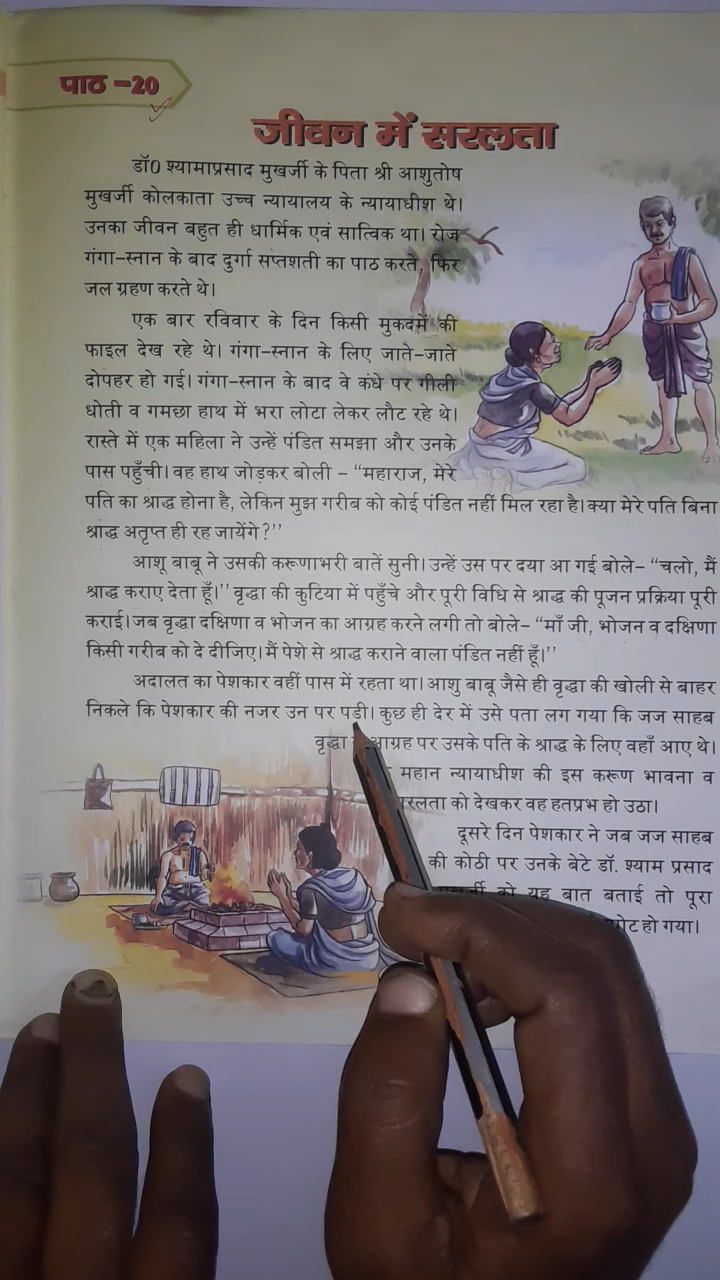 पाठ -20
जीवन में सरलता
डॉ0 श्यामाप्रसाद मुखर्जी के पिता श्री आशुतोष
मुखर्जी कोलकाता उच्च न्यायालय के न्यायाधीश थे।
उनका जीवन बहुत ही धार्मिक एवं सात्विक था। रोज
गंगा-स्नान के बाद दुर्गा सप्तशती का पाठ करते, फिर
जल ग्रहण करते थे।
एक बार रविवार के दिन किसी मुकदमें की
फाइल देख रहे थे। गंगा-स्नान के लिए जाते-जाते
दोपहर हो गई। गंगा-स्नान के बाद वे कंधे पर गीली
धोती व गमछा हाथ में भरा लोटा लेकर लौट रहे थे।
रास्ते में एक महिला ने उन्हें पंडित समझा और उनके
पास पहुँची। वह हाथ जोड़कर बोली - “महाराज, मेरे
पति का श्राद्ध होना है, लेकिन मुझ गरीब को कोई पंडित नहीं मिल रहा है। क्या मेरे पति बिना
श्राद्ध अतृप्त ही रह जायेंगे?’’
आशू बाबू ने उसकी करूणाभरी बातें सुनी। उन्हें उस पर दया आ गई बोले- “चलो, मैं
श्राद्ध कराए देता हूँ।’’ वृद्धा की कुटिया में पहुँचे और पूरी विधि से श्राद्ध की पूजन प्रक्रिया पूरी
कराई। जब वृद्धा दक्षिणा व भोजन का आग्रह करने लगी तो बोले- “माँ जी, भोजन व दक्षिणा
किसी गरीब को दे दीजिए। मैं पेशे से श्राद्ध कराने वाला पंडित नहीं हूँ।’’
अदालत का पेशकार वहीं पास में रहता था। आशु बाबू जैसे ही वृद्धा की खोली से बाहर
निकले कि पेशकार की नजर उन पर पड़ी। कुछ ही देर में उसे पता लग गया कि जज साहब
वृद्धा आग्रह पर उसके पति के श्राद्ध के लिए वहाँ आए थे।
महान न्यायाधीश की इस करूण भावना व
को देखकर वह हतप्रभ हो उठा।
दूसरे दिन पेशकार ने जब जज साहब
की कोठी पर उनके बेटे डॉ. श्याम प्रसाद
को यह बात बताई तो पूरा
हो गया।